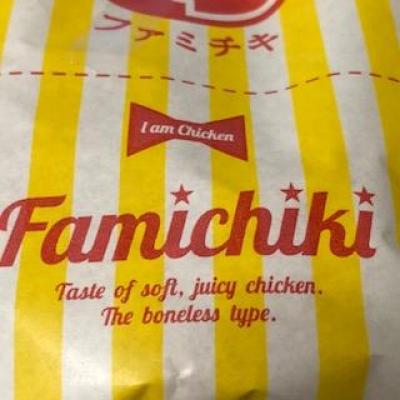 ファミチキ
I am Chicken
Famichiki
Taste of soft, juicy chicken.
The boneless type.